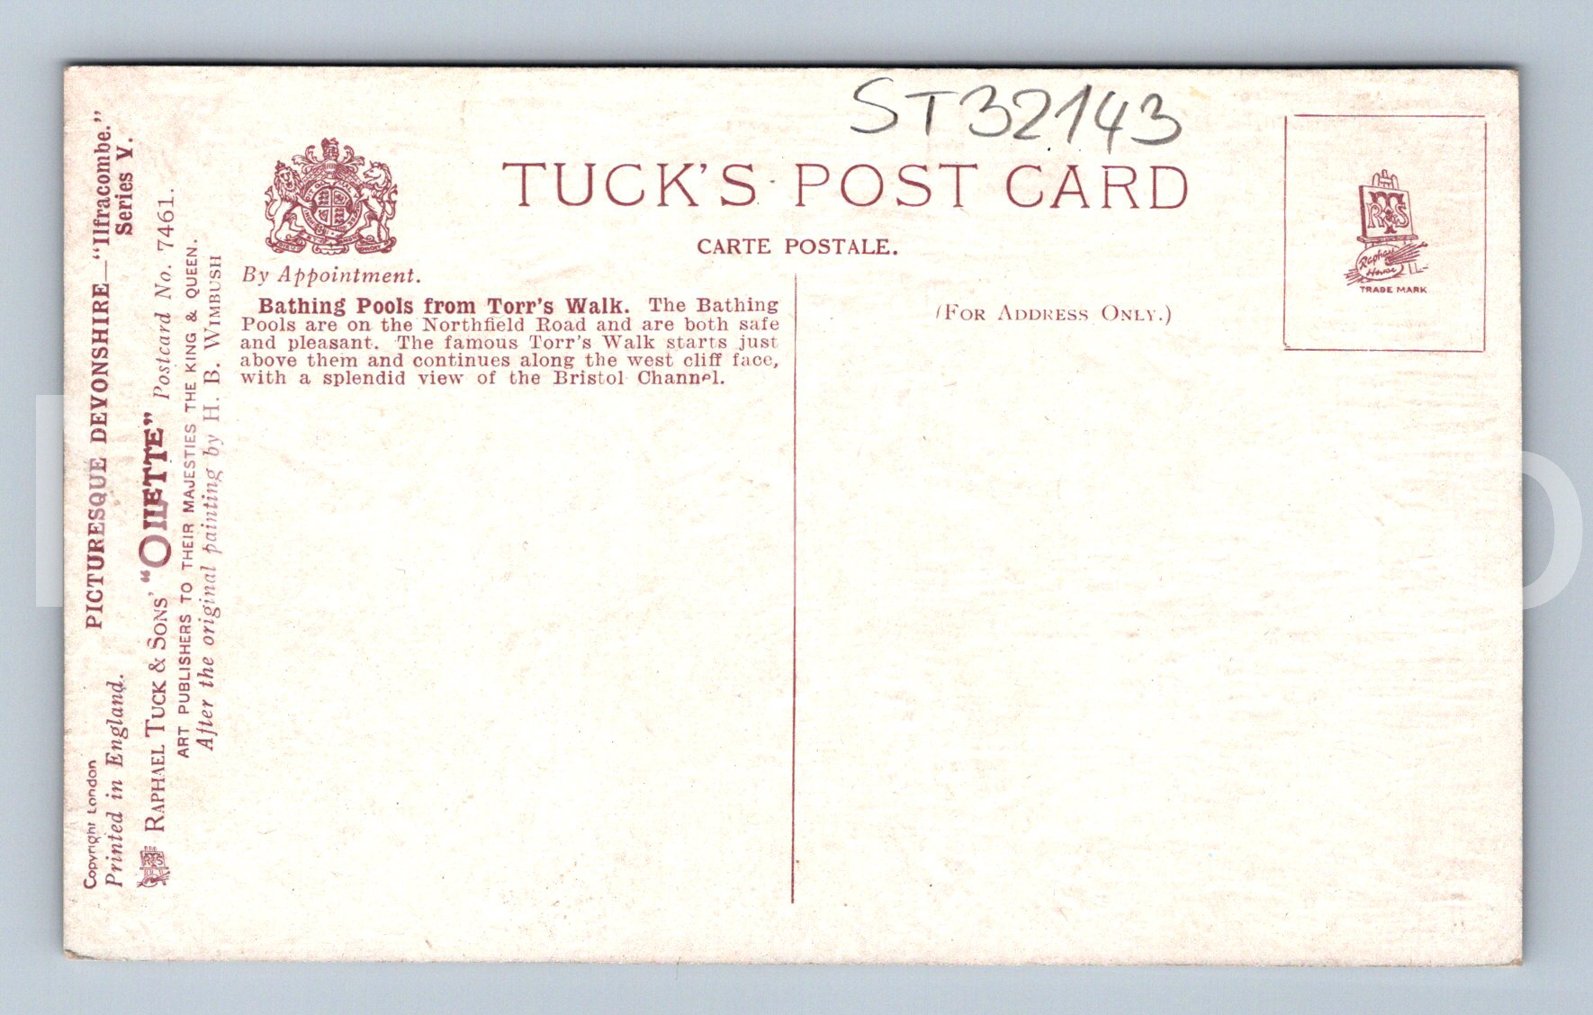 ST32143
TUCK'S POST CARD
CARTE POSTALE.
By Appointment.
Bathing Pools from Torr's Walk. The Bathing
Pools are on the Northfield Road and are both safe
and pleasant. The famous Torr's Walk starts just
above them and continues along the west cliff face,
with a splendid view of the Bristol Channel.
(FOR ADDRESS ONLY.)
RTS
Raphael
House
TRADE MARK
PICTURESQUE DEVONSHIRE—"Ilfracombe."
Series V.
Copyright London
Printed in England.
RAPHAEL TUCK & SONS' "OILETTE" Postcard No. 7461.
ART PUBLISHERS TO THEIR MAJESTIES THE KING & QUEEN.
After the original painting by H. B. WIMBUSH